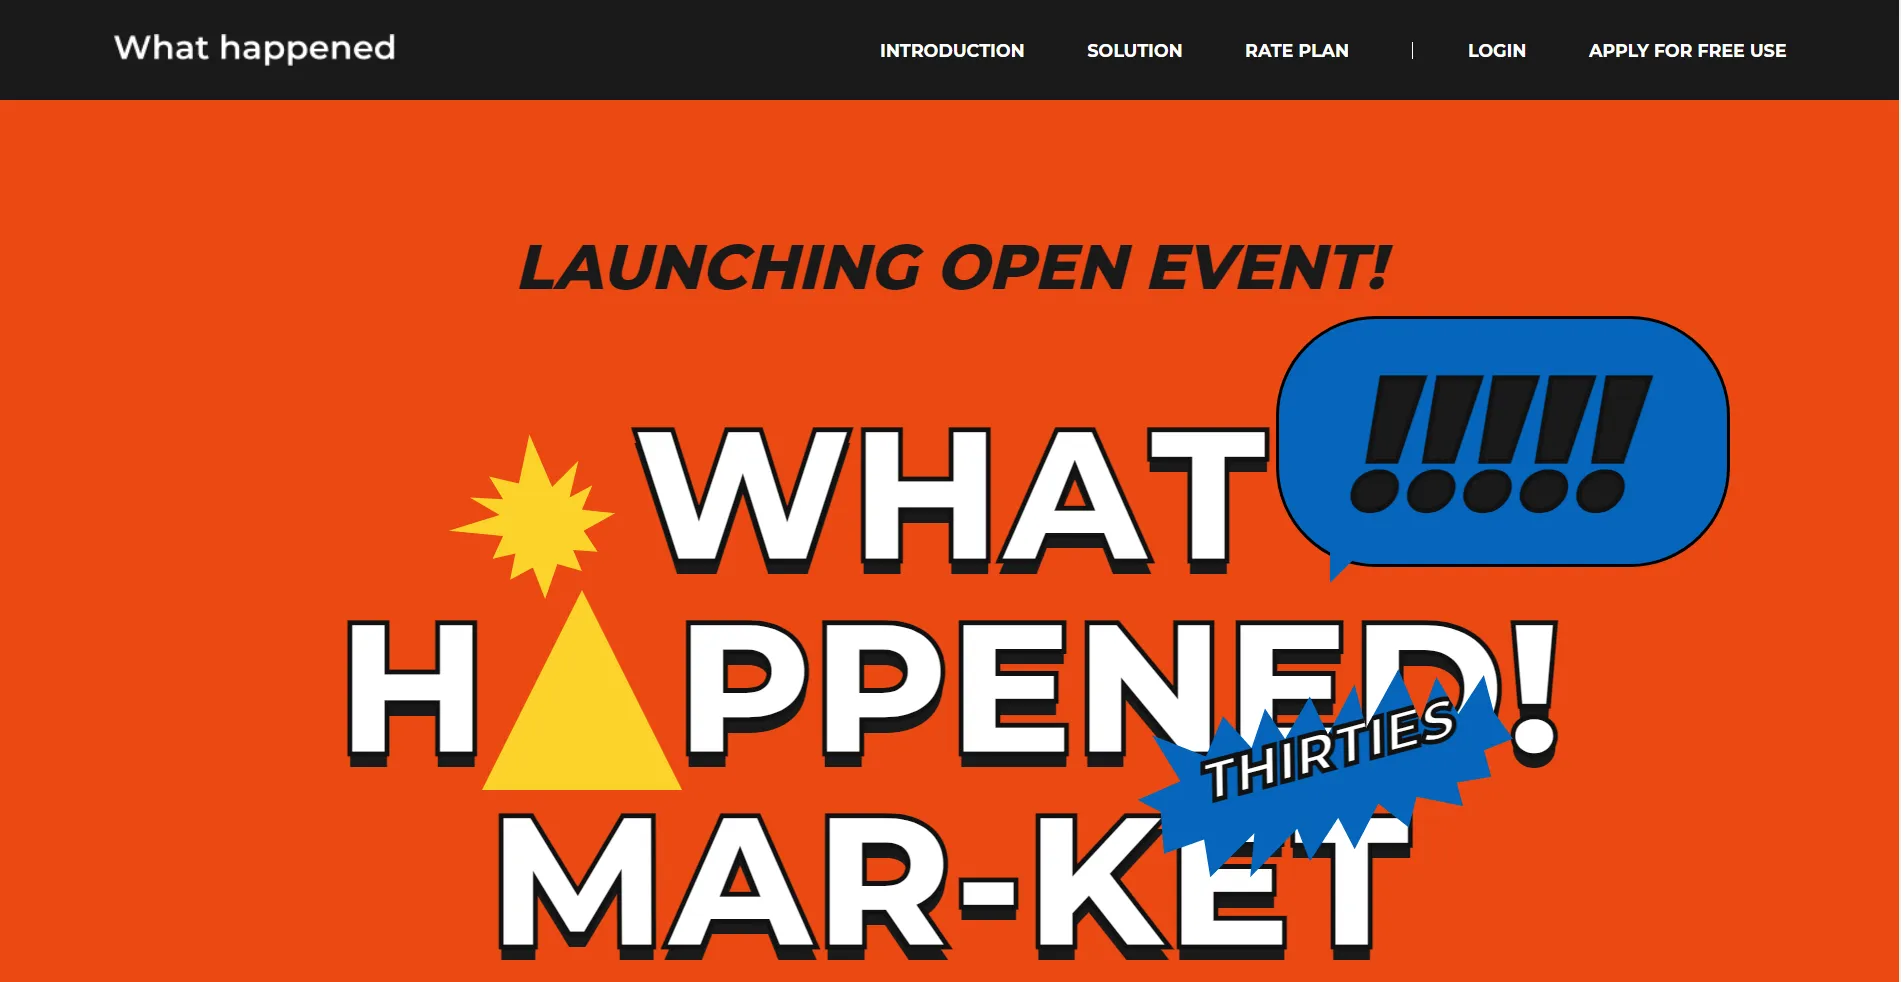 What happened
INTRODUCTION
SOLUTION
RATE PLAN
LOGIN
APPLY FOR FREE USE
LAUNCHING OPEN EVENT!
!!!!!
WHAT
HAPPENED!
THIRTIES
MAR-KET